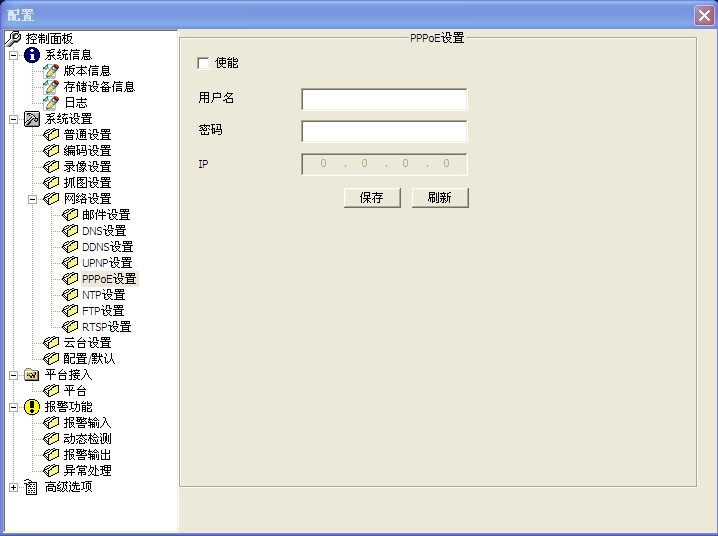 配置
控制面板
系统信息
版本信息
存储设备信息
日志
系统设置
普通设置
编码设置
录像设置
抓图设置
网络设置
邮件设置
DNS设置
DDNS设置
UPNP设置
PPPoE设置
NTP设置
FTP设置
RTSP设置
云台设置
配置/默认
平台接入
平台
报警功能
报警输入
动态检测
报警输出
异常处理
高级选项
PPPoE设置
使能
用户名
密码
IP 0 . 0 . 0 . 0
保存 刷新